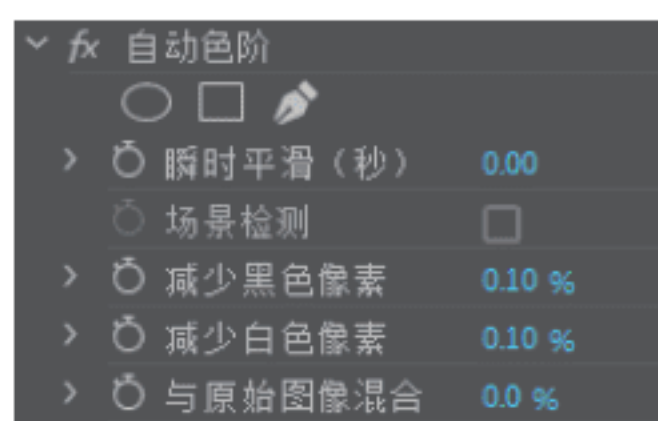 fx 自动色阶
瞬时平滑（秒） 0.00
场景检测
减少黑色像素 0.10 %
减少白色像素 0.10 %
与原始图像混合 0.0 %